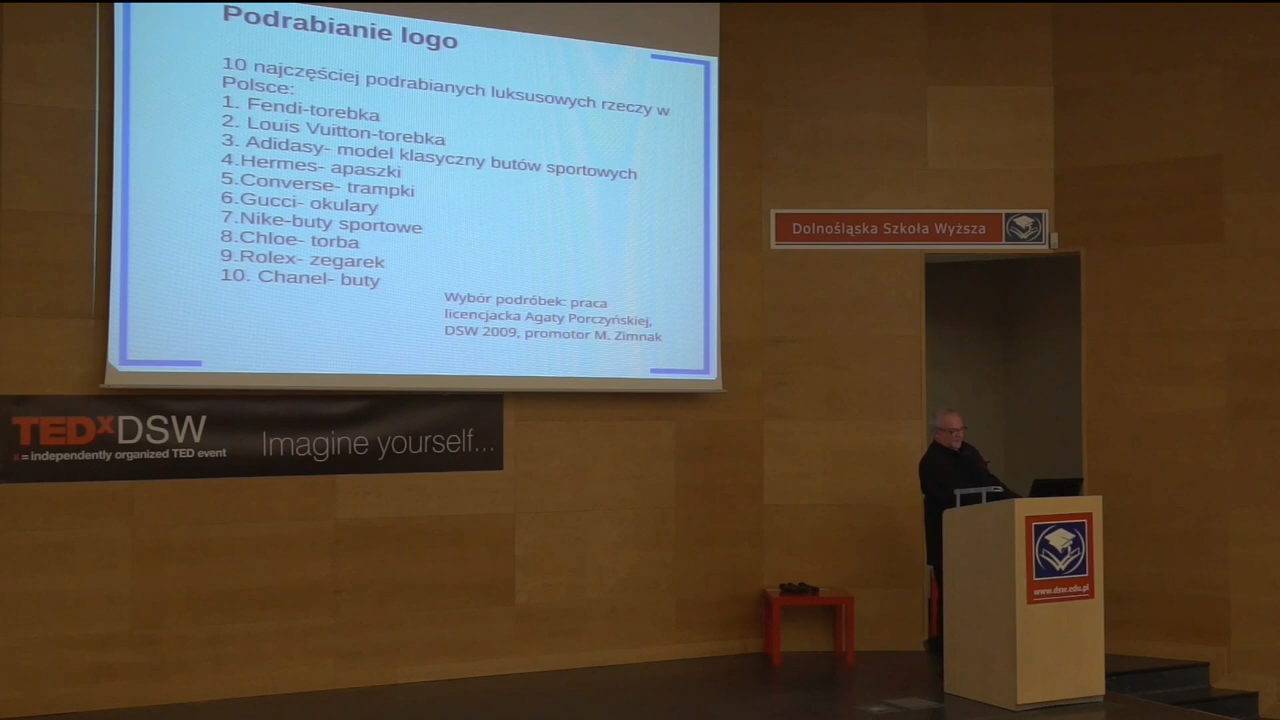 Podrabianie logo
10 najczęściej podrabianych luksusowych rzeczy w
Polsce:
1. Fendi-torebka
2. Louis Vuitton-torebka
3. Adidasy- model klasyczny butów sportowych
4.Hermes- apaszki
5.Converse- trampki
6.Gucci- okulary
7.Nike-buty sportowe
8.Chloe- torba
9.Rolex- zegarek
10. Chanel- buty
Wybór podróbek: praca
licencjacka Agaty Porczyńskiej,
DSW 2009, promotor M. Zimnak
Dolnośląska Szkoła Wyższa
TEDxDSW
x = independently organized TED event
Imagine yourself...
www.dsw.edu.pl